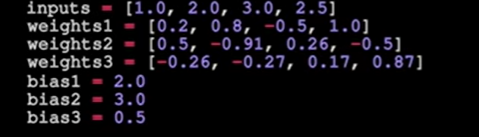 inputs = [1.0, 2.0, 3.0, 2.5]
weights1 = [0.2, 0.8, -0.5, 1.0]
weights2 = [0.5, -0.91, 0.26, -0.5]
weights3 = [-0.26, -0.27, 0.17, 0.87]
bias1 = 2.0
bias2 = 3.0
bias3 = 0.5